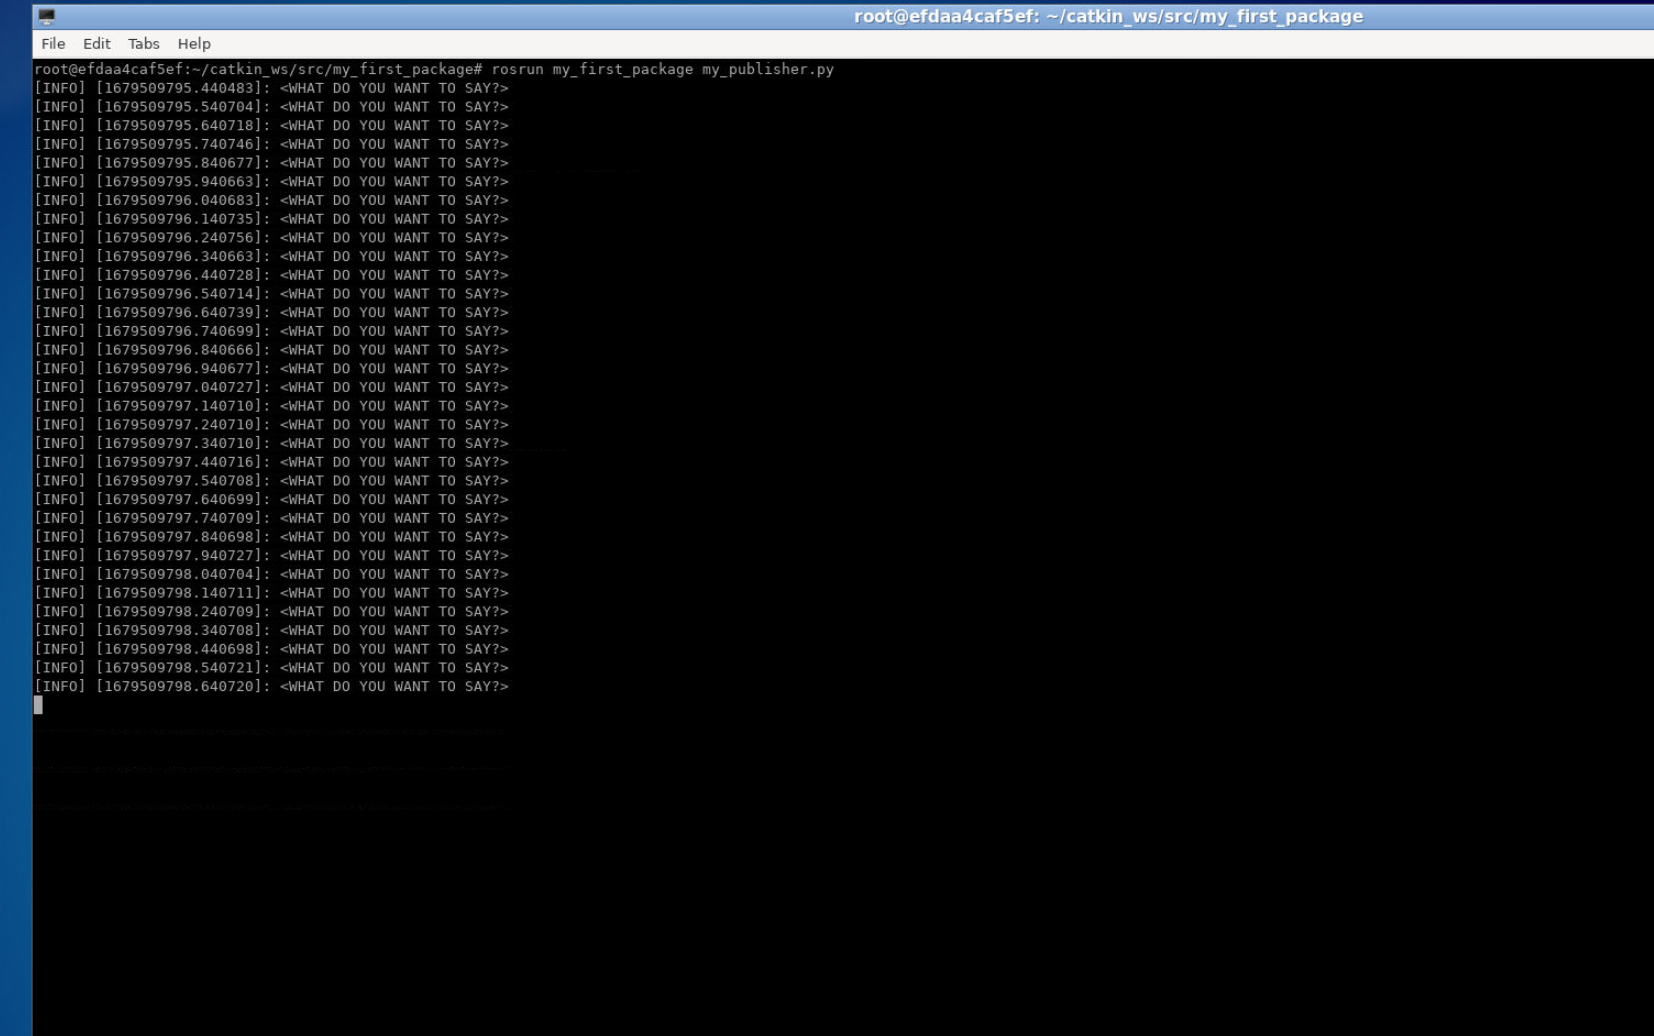 root@efdaa4caf5ef: ~/catkin_ws/src/my_first_package
File Edit Tabs Help
root@efdaa4caf5ef:~/catkin_ws/src/my_first_package# rosrun my_first_package my_publisher.py
[INFO] [1679509795.440483]: <WHAT DO YOU WANT TO SAY?>
[INFO] [1679509795.540704]: <WHAT DO YOU WANT TO SAY?>
[INFO] [1679509795.640718]: <WHAT DO YOU WANT TO SAY?>
[INFO] [1679509795.740746]: <WHAT DO YOU WANT TO SAY?>
[INFO] [1679509795.840677]: <WHAT DO YOU WANT TO SAY?>
[INFO] [1679509795.940663]: <WHAT DO YOU WANT TO SAY?>
[INFO] [1679509796.040683]: <WHAT DO YOU WANT TO SAY?>
[INFO] [1679509796.140735]: <WHAT DO YOU WANT TO SAY?>
[INFO] [1679509796.240756]: <WHAT DO YOU WANT TO SAY?>
[INFO] [1679509796.340663]: <WHAT DO YOU WANT TO SAY?>
[INFO] [1679509796.440728]: <WHAT DO YOU WANT TO SAY?>
[INFO] [1679509796.540714]: <WHAT DO YOU WANT TO SAY?>
[INFO] [1679509796.640739]: <WHAT DO YOU WANT TO SAY?>
[INFO] [1679509796.740699]: <WHAT DO YOU WANT TO SAY?>
[INFO] [1679509796.840666]: <WHAT DO YOU WANT TO SAY?>
[INFO] [1679509796.940677]: <WHAT DO YOU WANT TO SAY?>
[INFO] [1679509797.040727]: <WHAT DO YOU WANT TO SAY?>
[INFO] [1679509797.140710]: <WHAT DO YOU WANT TO SAY?>
[INFO] [1679509797.240710]: <WHAT DO YOU WANT TO SAY?>
[INFO] [1679509797.340710]: <WHAT DO YOU WANT TO SAY?>
[INFO] [1679509797.440716]: <WHAT DO YOU WANT TO SAY?>
[INFO] [1679509797.540708]: <WHAT DO YOU WANT TO SAY?>
[INFO] [1679509797.640699]: <WHAT DO YOU WANT TO SAY?>
[INFO] [1679509797.740709]: <WHAT DO YOU WANT TO SAY?>
[INFO] [1679509797.840698]: <WHAT DO YOU WANT TO SAY?>
[INFO] [1679509797.940727]: <WHAT DO YOU WANT TO SAY?>
[INFO] [1679509798.040704]: <WHAT DO YOU WANT TO SAY?>
[INFO] [1679509798.140711]: <WHAT DO YOU WANT TO SAY?>
[INFO] [1679509798.240709]: <WHAT DO YOU WANT TO SAY?>
[INFO] [1679509798.340708]: <WHAT DO YOU WANT TO SAY?>
[INFO] [1679509798.440698]: <WHAT DO YOU WANT TO SAY?>
[INFO] [1679509798.540721]: <WHAT DO YOU WANT TO SAY?>
[INFO] [1679509798.640720]: <WHAT DO YOU WANT TO SAY?>